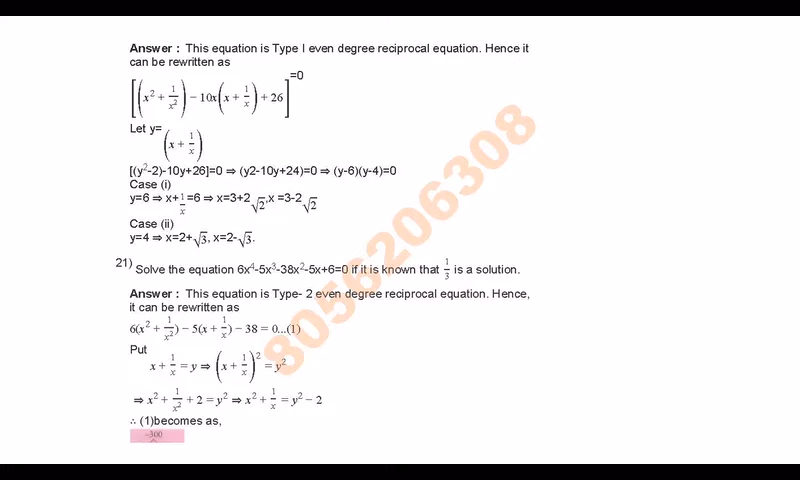 Answer : This equation is Type I even degree reciprocal equation. Hence it
can be rewritten as
[(x² + 1/x²) − 10x(x + 1/x) + 26]=0
Let y=(x + 1/x)
[(y²-2)-10y+26]=0 ⇒ (y2-10y+24)=0 ⇒ (y-6)(y-4)=0
Case (i)
y=6 ⇒ x+1/x=6 ⇒ x=3+2√2,x =3-2√2
Case (ii)
y=4 ⇒ x=2+√3, x=2-√3.
21) Solve the equation 6x⁴-5x³-38x²-5x+6=0 if it is known that 1/3 is a solution.
Answer : This equation is Type- 2 even degree reciprocal equation. Hence,
it can be rewritten as
6(x² + 1/x²) − 5(x + 1/x) − 38 = 0...(1)
Put
x + 1/x = y ⇒ (x + 1/x)² = y²
⇒ x² + 1/x² + 2 = y² ⇒ x² + 1/x = y² − 2
∴ (1)becomes as,
−300
8056206308